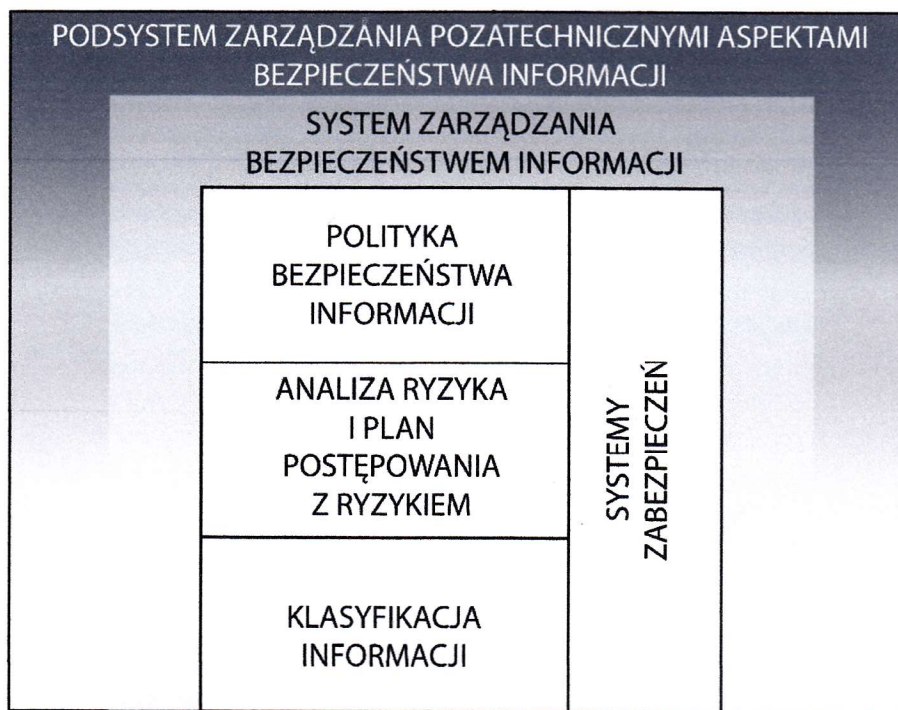 PODSYSTEM ZARZĄDZANIA POZATECHNICZNYMI ASPEKTAMI
BEZPIECZEŃSTWA INFORMACJI
SYSTEM ZARZĄDZANIA
BEZPIECZEŃSTWEM INFORMACJI
POLITYKA
BEZPIECZEŃSTWA
INFORMACJI
ANALIZA RYZYKA
I PLAN
POSTĘPOWANIA
Z RYZYKIEM
KLASYFIKACJA
INFORMACJI
SYSTEMY
ZABEZPIECZEŃ